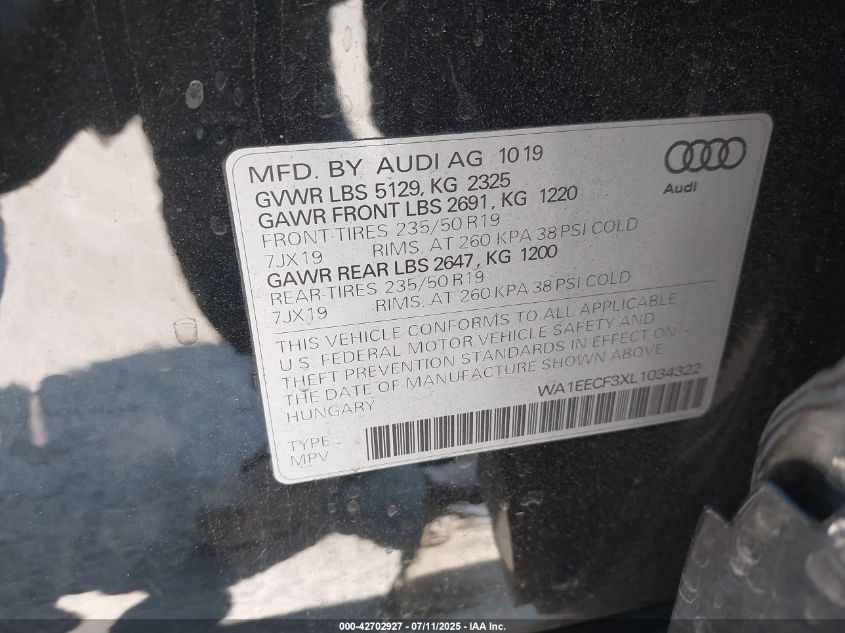 MFD. BY AUDI AG 10 19
GVWR LBS 5129, KG 2325
GAWR FRONT LBS 2691, KG 1220
FRONT TIRES 235/50 R19
7JX19 RIMS. AT 260 KPA 38 PSI COLD
GAWR REAR LBS 2647, KG 1200
REAR TIRES 235/50 R19
7JX19 RIMS. AT 260 KPA 38 PSI COLD
Audi
THIS VEHICLE CONFORMS TO ALL APPLICABLE
U.S. FEDERAL MOTOR VEHICLE SAFETY AND
THEFT PREVENTION STANDARDS IN EFFECT ON
THE DATE OF MANUFACTURE SHOWN ABOVE.
HUNGARY
WA1EECF3XL1034322
TYPE -
MPV
000-42702927 - 07/11/2025 - IAA Inc.